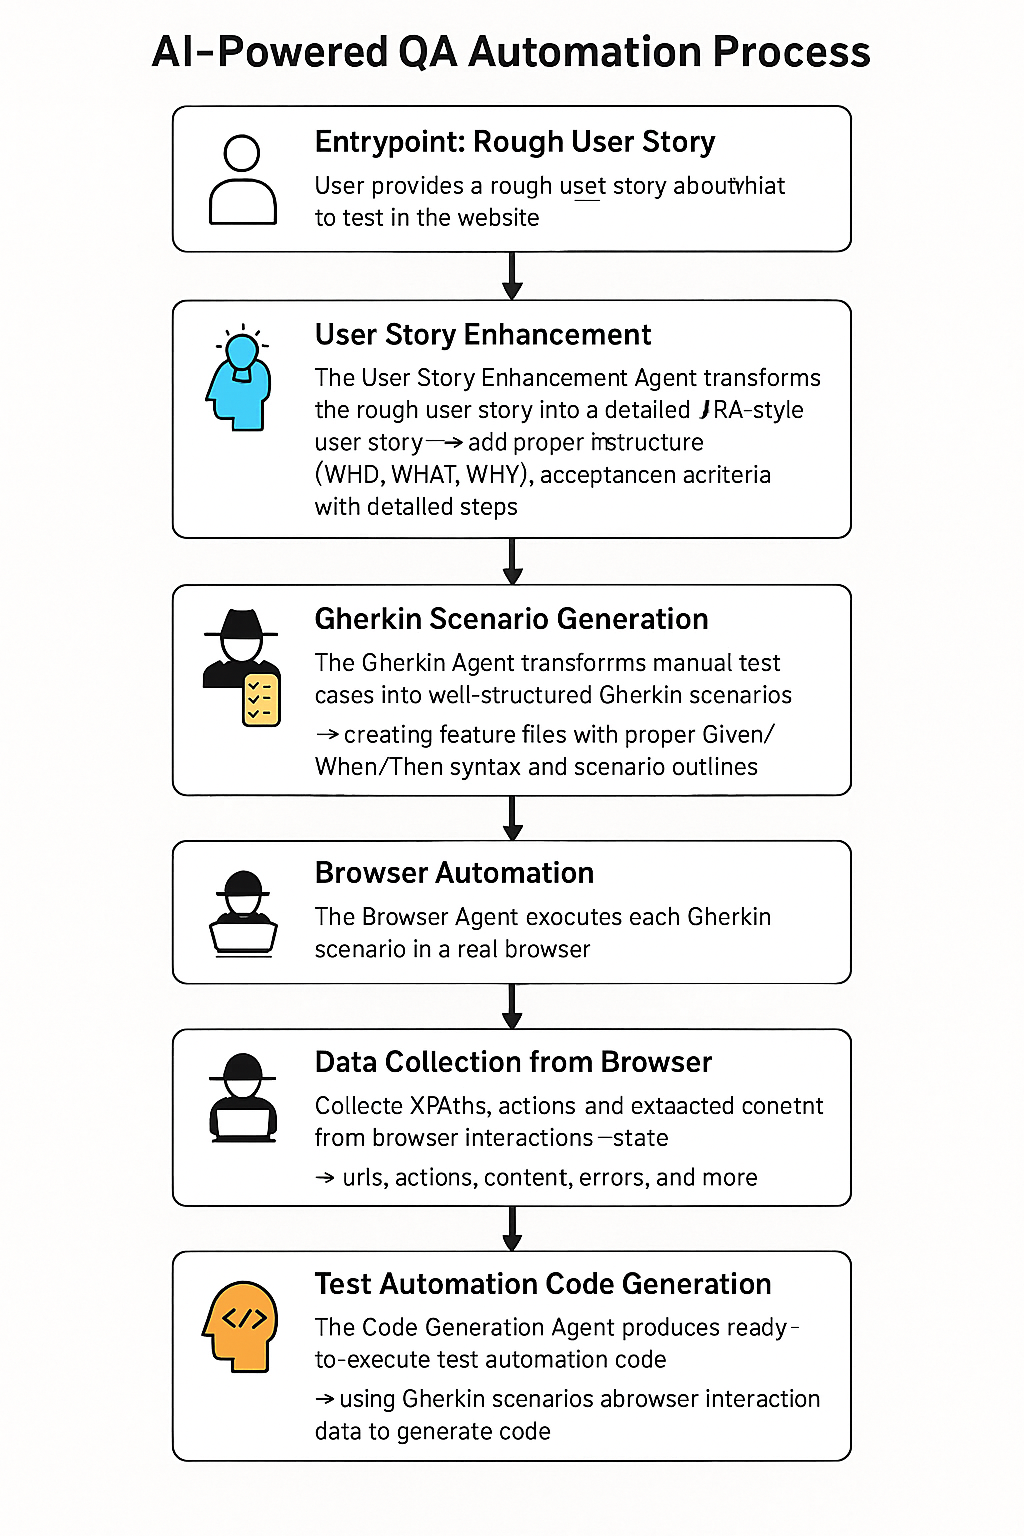 AI-Powered QA Automation Process
Entrypoint: Rough User Story
User provides a rough uset story aboutwhiat
to test in the website
User Story Enhancement
The User Story Enhancement Agent transforms
the rough user story into a detailed JRA-style
user story—→ add proper instructure
(WHD, WHAT, WHY), acceptancen acriteria
with detalled steps
Gherkin Scenario Generation
The Gherkin Agent transforrms manual test
cases into well-structured Gherkin scenarios
→ creating feature files with proper Given/
When/Then syntax and scenario outlines
Browser Automation
The Browser Agent exocutes each Gherkin
scenario in a real browser
Data Collection from Browser
Collecte XPAths, actions and extaacted conetnt
from browser interactions—state
→ urls, actions, content, errors, and more
</>
Test Automation Code Generation
The Code Generation Agent produces ready-
to-execute test automation code
→ using Gherkin scenarios abrowser interaction
data to generate code